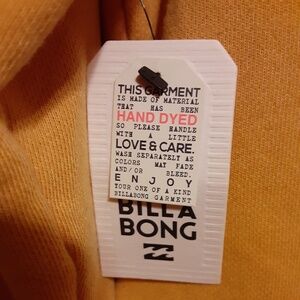 THIS GARMENT
IS MADE OF MATERIAL
THAT HAS BEEN
HAND DYED
SO PLEASE HANDLE
WITH A LITTLE
LOVE & CARE.
WASH SEPARATELY AS
COLORS MAY FADE
AND/OR BLEED.
ENJOY
YOUR ONE OF A KIND
BILLABONG GARMENT
BILLA
BONG